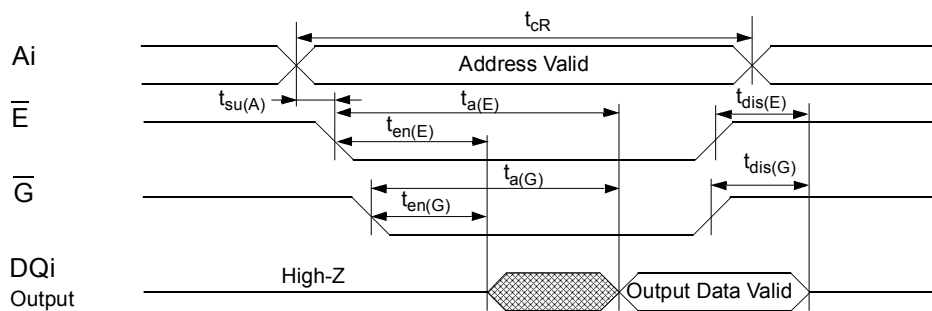 t_cR
Ai
Address Valid
t_su(A)
t_a(E)
t_dis(E)
E̅
t_en(E)
t_dis(G)
t_a(G)
G̅
t_en(G)
DQi
High-Z
Output
Output Data Valid